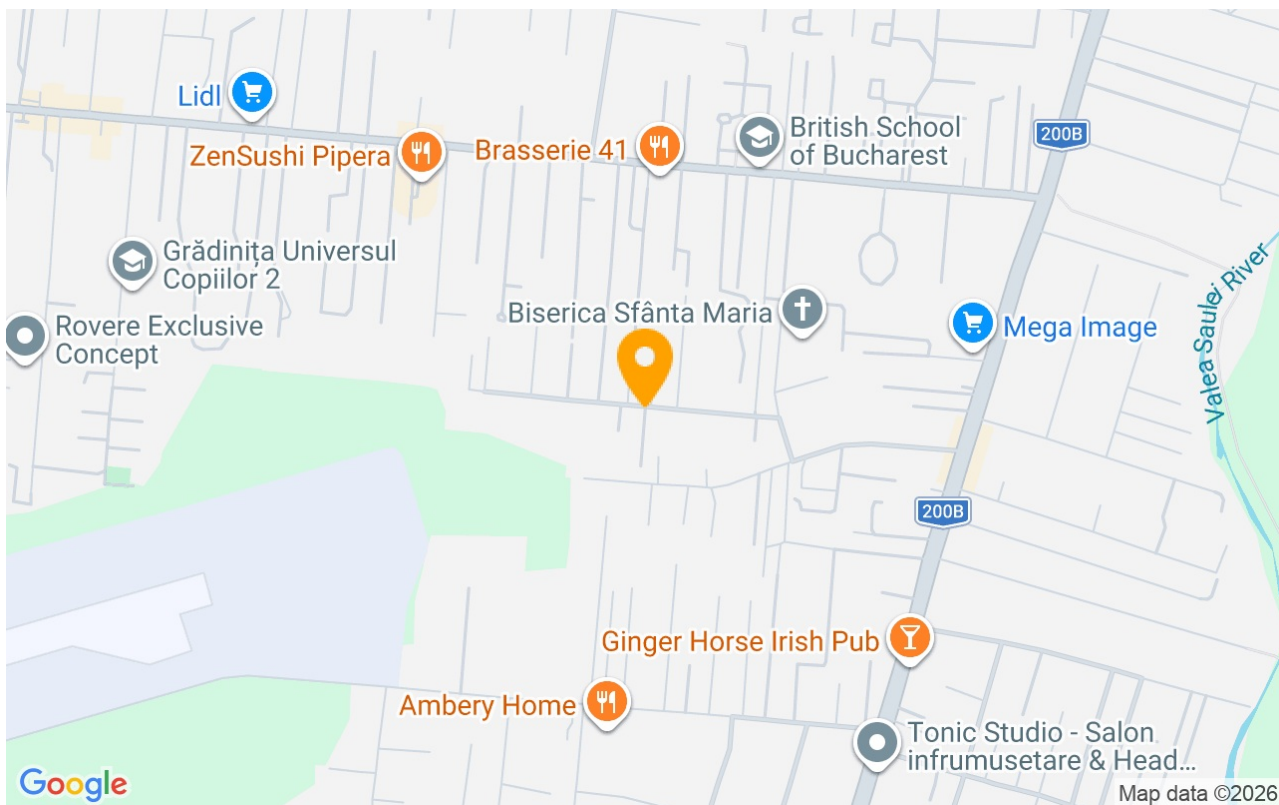 Lidl
ZenSushi Pipera
Brasserie 41
British School
of Bucharest
200B
Grădinița Universul
Copiilor 2
Rovere Exclusive
Concept
Biserica Sfânta Maria
Mega Image
Valea Saulei River
200B
Ginger Horse Irish Pub
Ambery Home
Tonic Studio - Salon
infrumusetare & Head...
Google
Map data ©2026